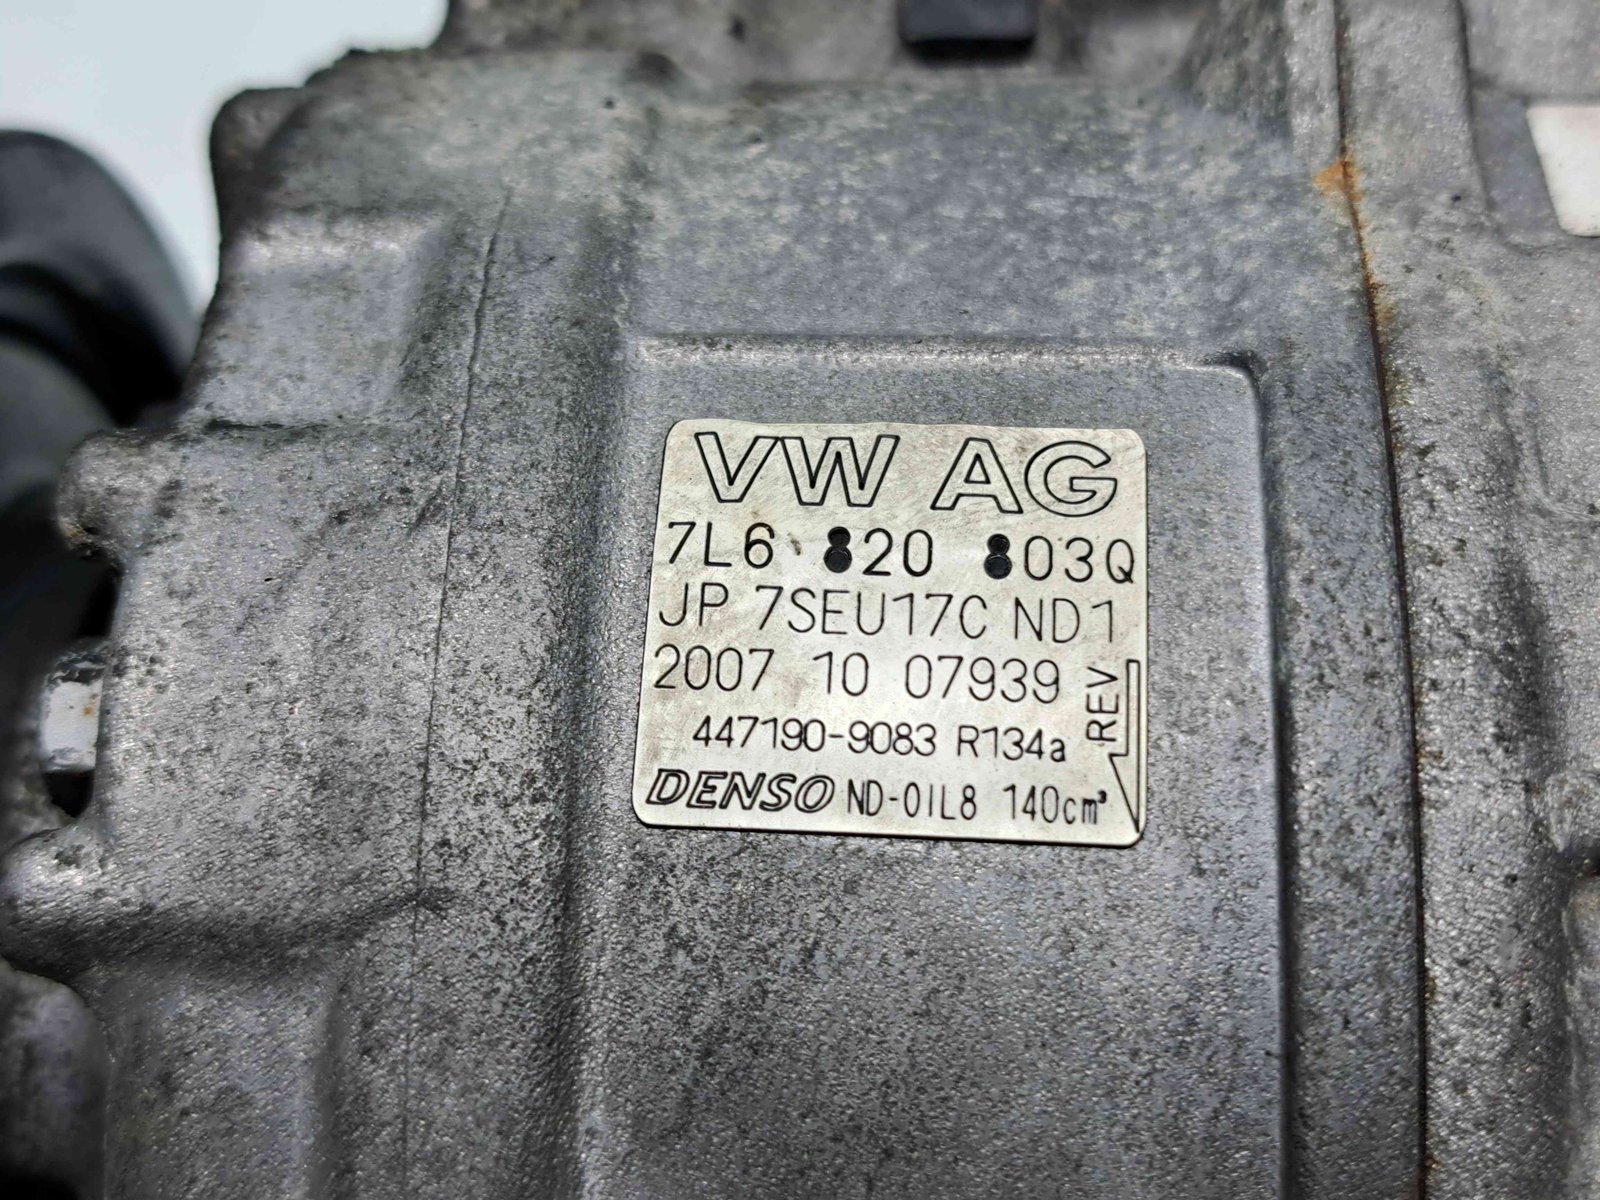 VW AG
7L6 820 803Q
JP 7SEU17C ND1
2007 10 07939
REV
447190-9083 R134a
DENSO ND-OIL8 140cm³